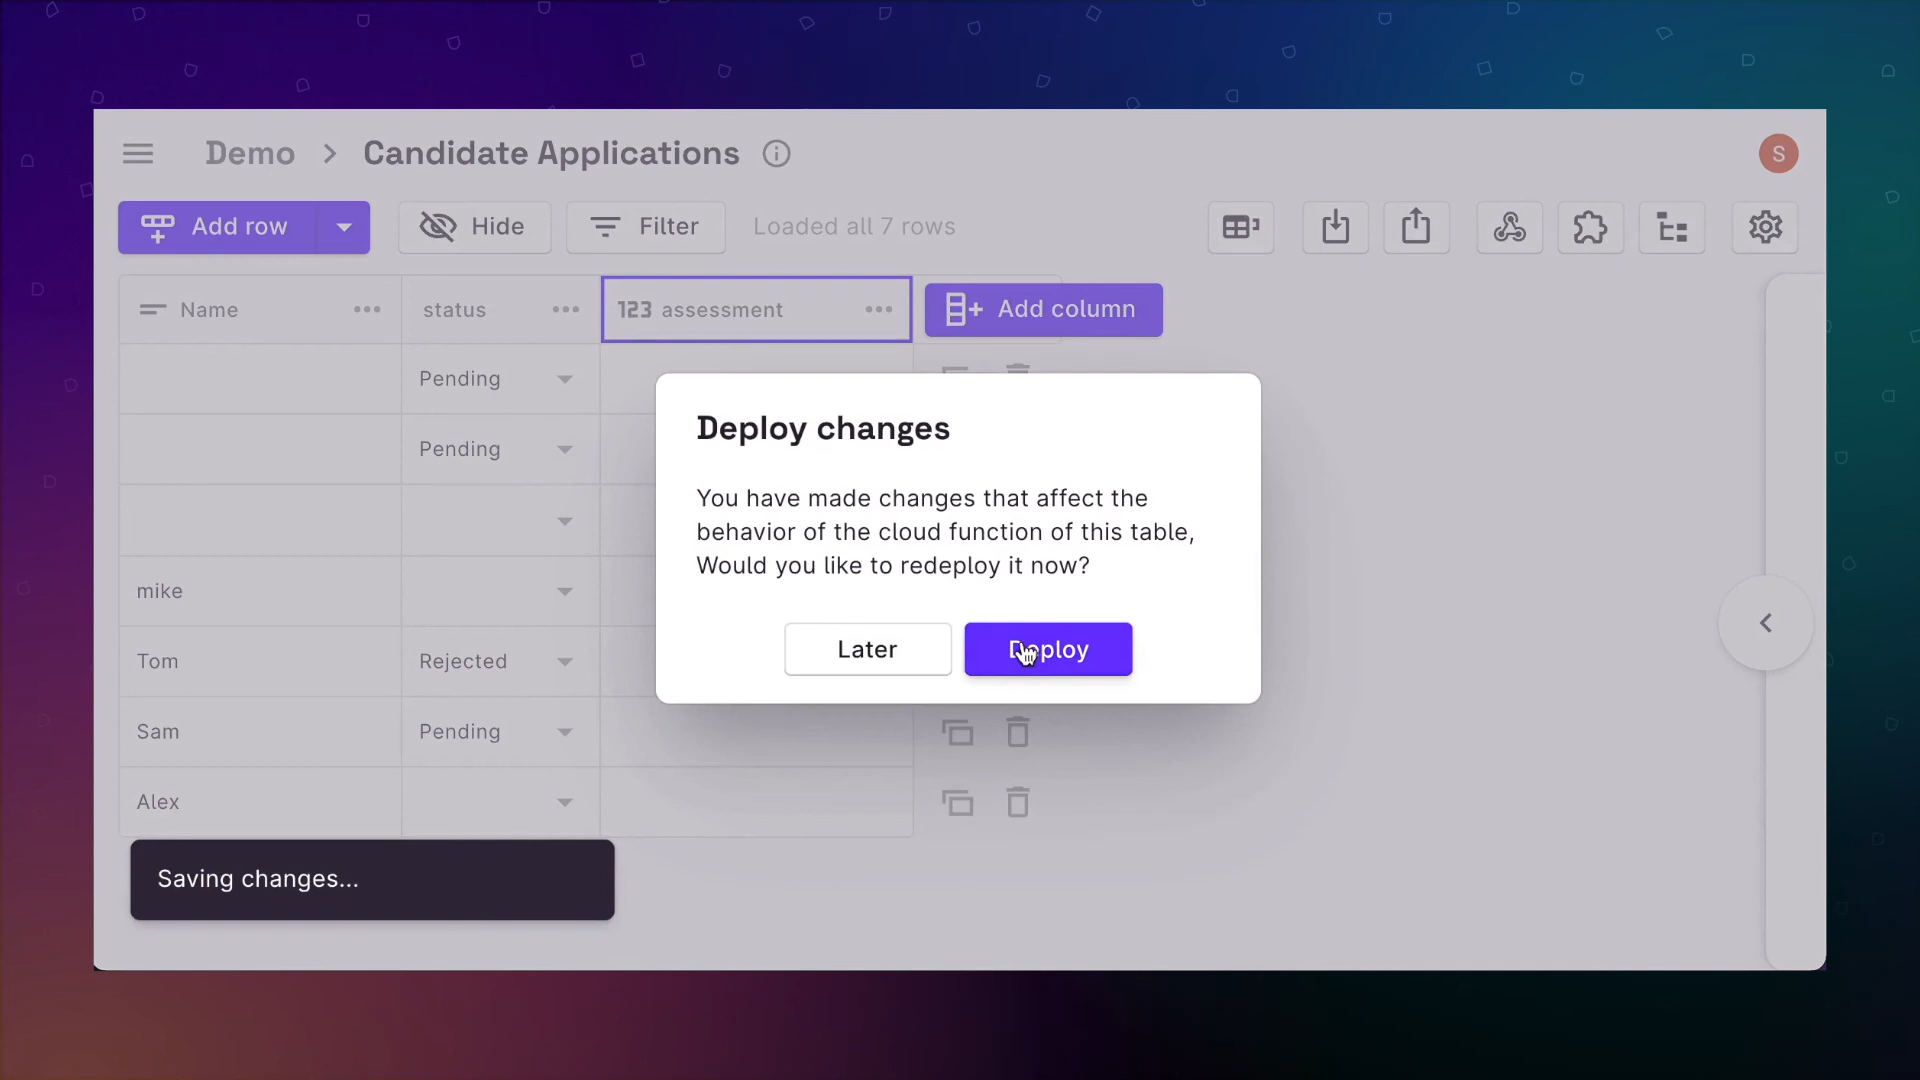 Demo > Candidate Applications
S
Add row
Hide
Filter
Loaded all 7 rows
Name
status
123 assessment
Add column
Pending
Pending
mike
Tom
Rejected
Sam
Pending
Alex
Deploy changes
You have made changes that affect the
behavior of the cloud function of this table,
Would you like to redeploy it now?
Later
Deploy
Saving changes...